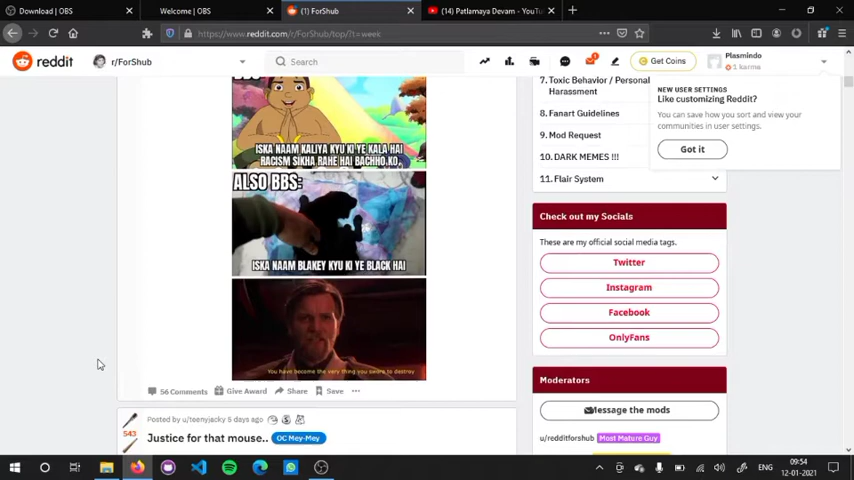 Download | OBS
Welcome | OBS
(1) ForShub
(14) Patlamaya Devam - YouT
https://www.reddit.com/r/ForShub/top/?t=week
reddit
r/ForShub
Search
Get Coins
Plasmindo
1 karma
NEW USER SETTINGS
Like customizing Reddit?
You can save how you sort and view your
communities in user settings.
Got it
7. Toxic Behavior / Personal
Harassment
8. Fanart Guidelines
9. Mod Request
10. DARK MEMES !!!
11. Flair System
ISKA NAAM KALIYA KYU KI YE KALA HAI
RACISM SIKHA RAHE HAI BACHHO.KO.
ALSO BBS:
ISKA NAAM BLAKEY KYU KI YE BLACK HAI
You have become the very thing you swore to destroy
56 Comments
Give Award
Share
Save
Check out my Socials
These are my official social media tags.
Twitter
Instagram
Facebook
OnlyFans
Moderators
Message the mods
u/redditforshub Most Mature Guy
Posted by u/teenyjacky 5 days ago
543
Justice for that mouse.. OC Mey-Mey
ENG
09:54
12-01-2021